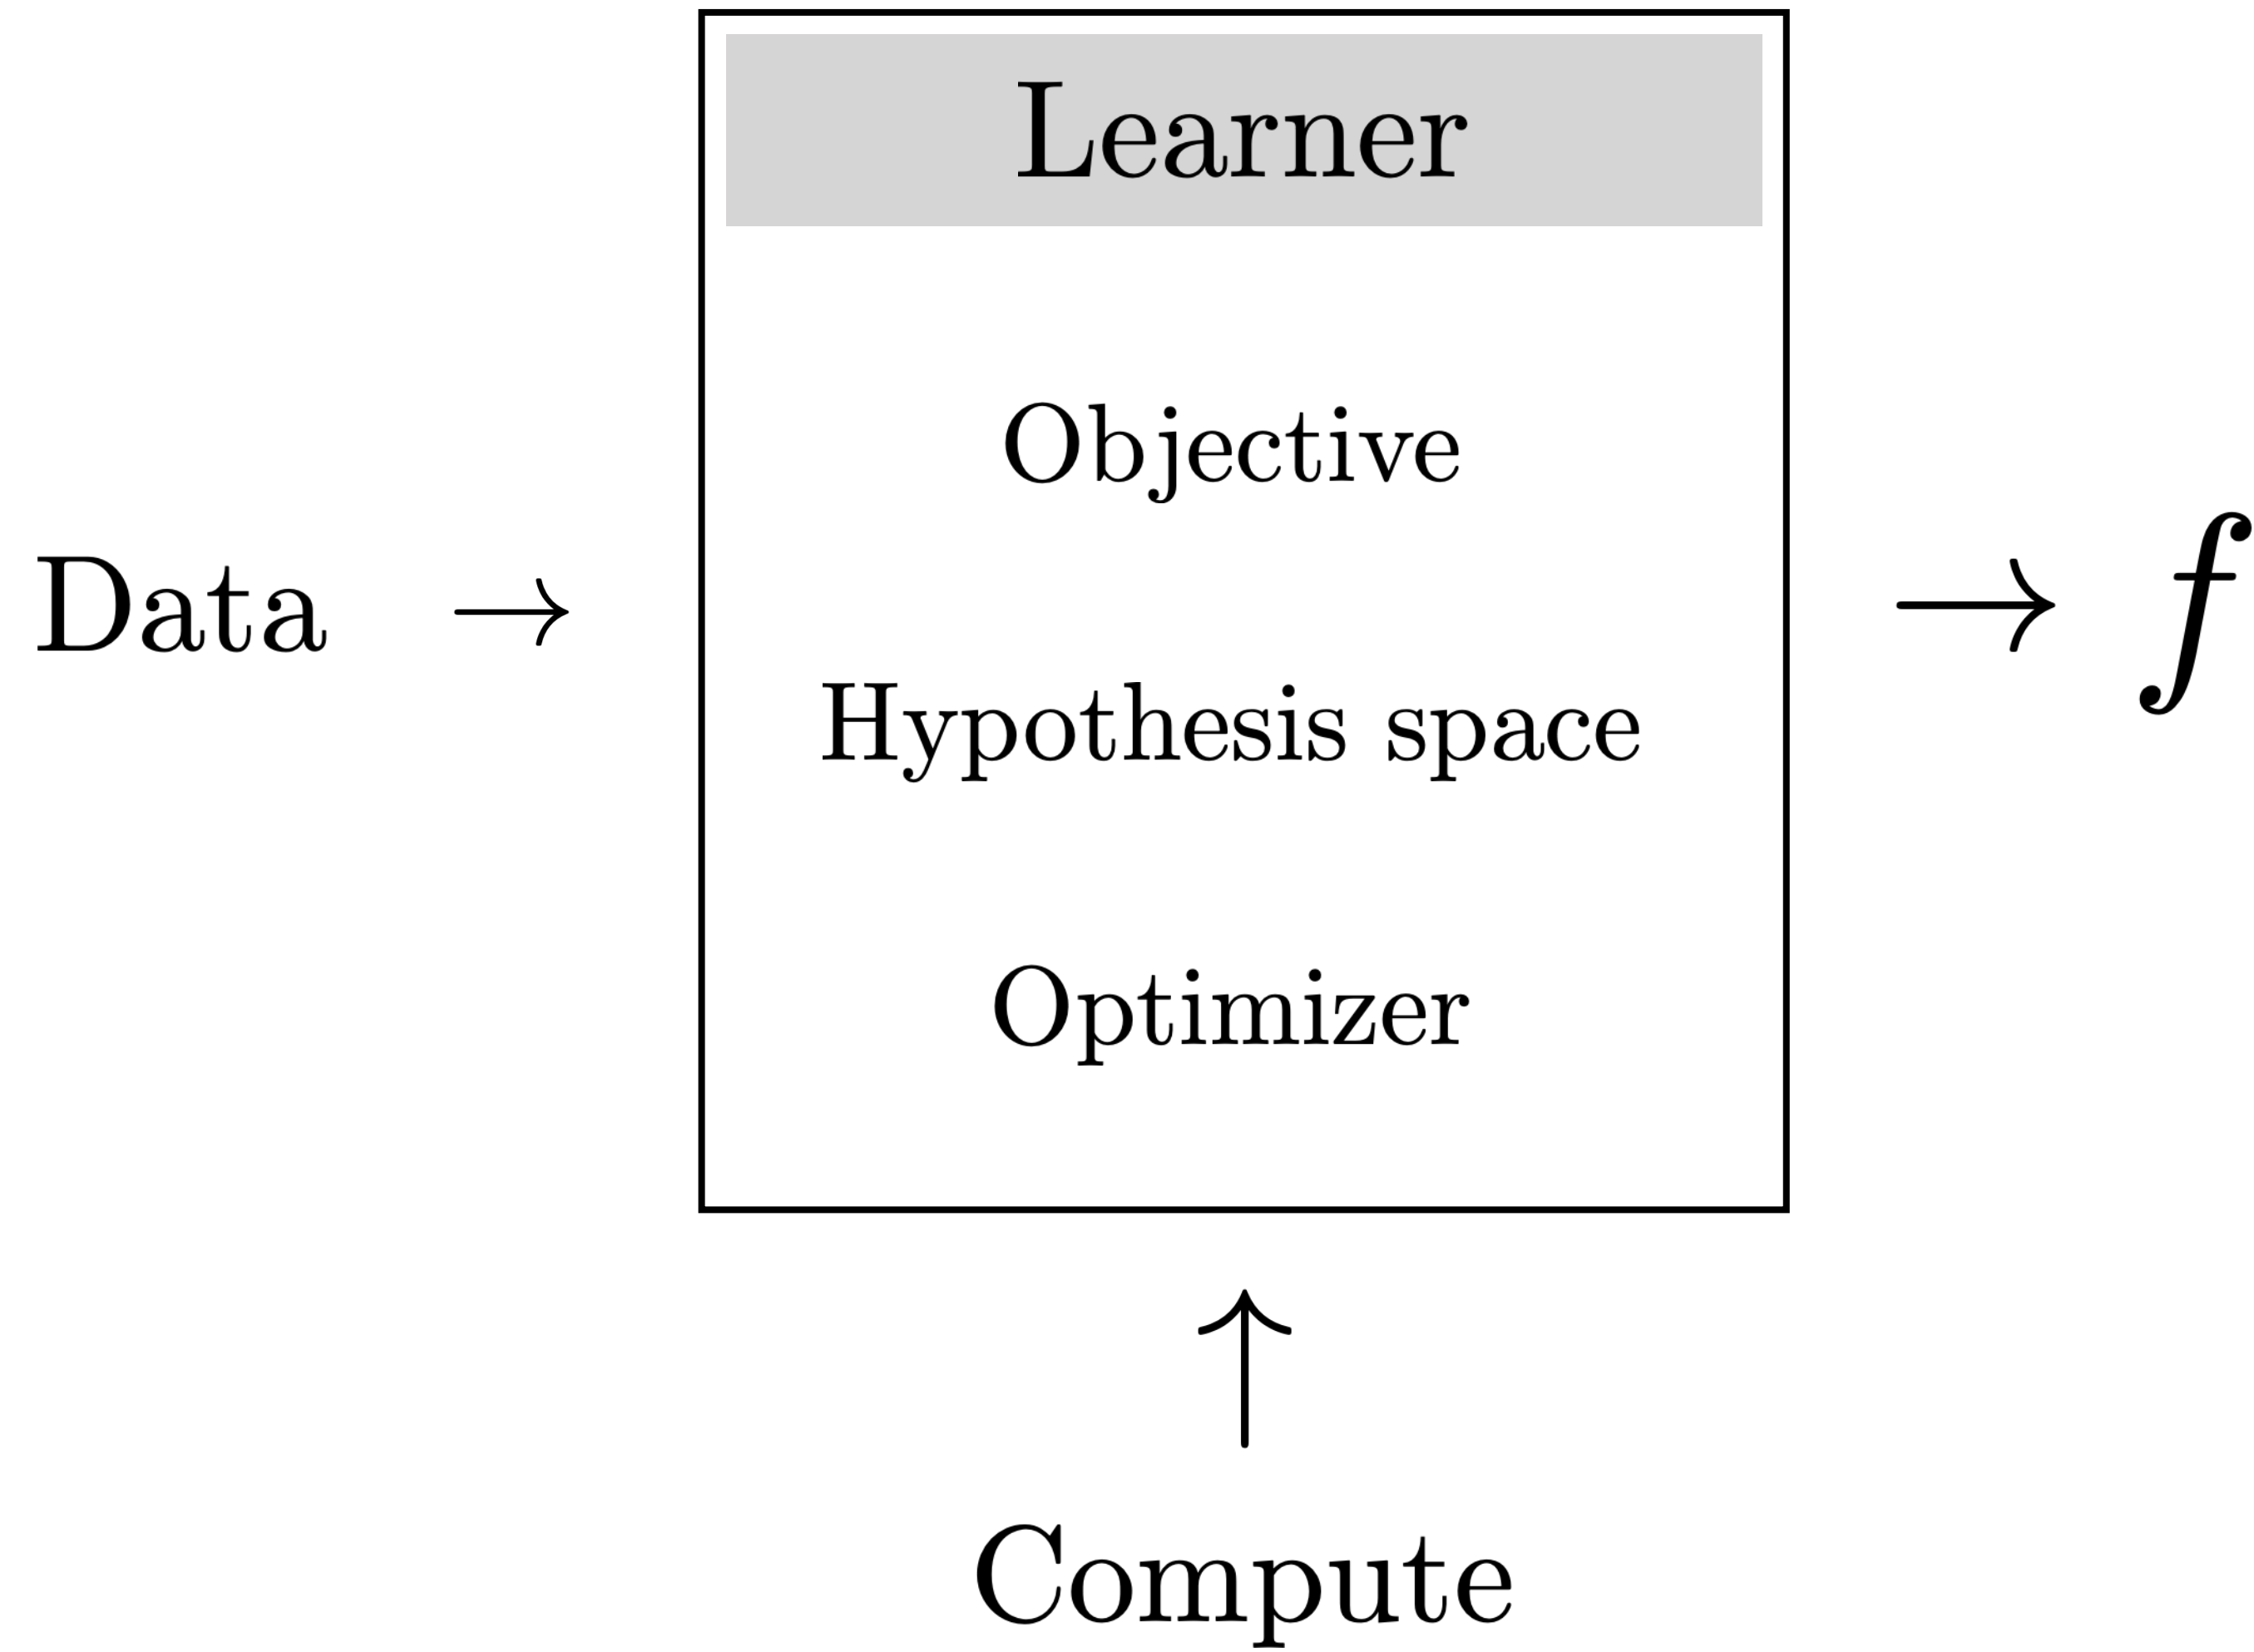 Learner
Objective
Data → → f
Hypothesis space
Optimizer
↑
Compute